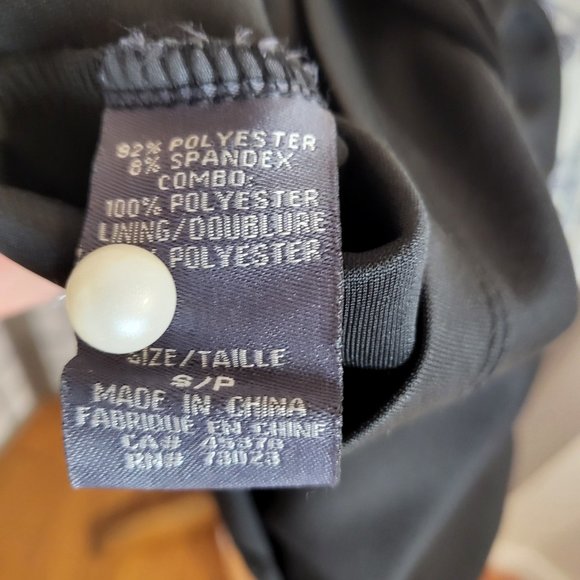 92% POLYESTER
8% SPANDEX
COMBO:
100% POLYESTER
LINING/DOUBLURE
POLYESTER
SIZE/TAILLE
S/P
MADE IN CHINA
FABRIQUE EN CHINE
CA# 45378
RN# 73023